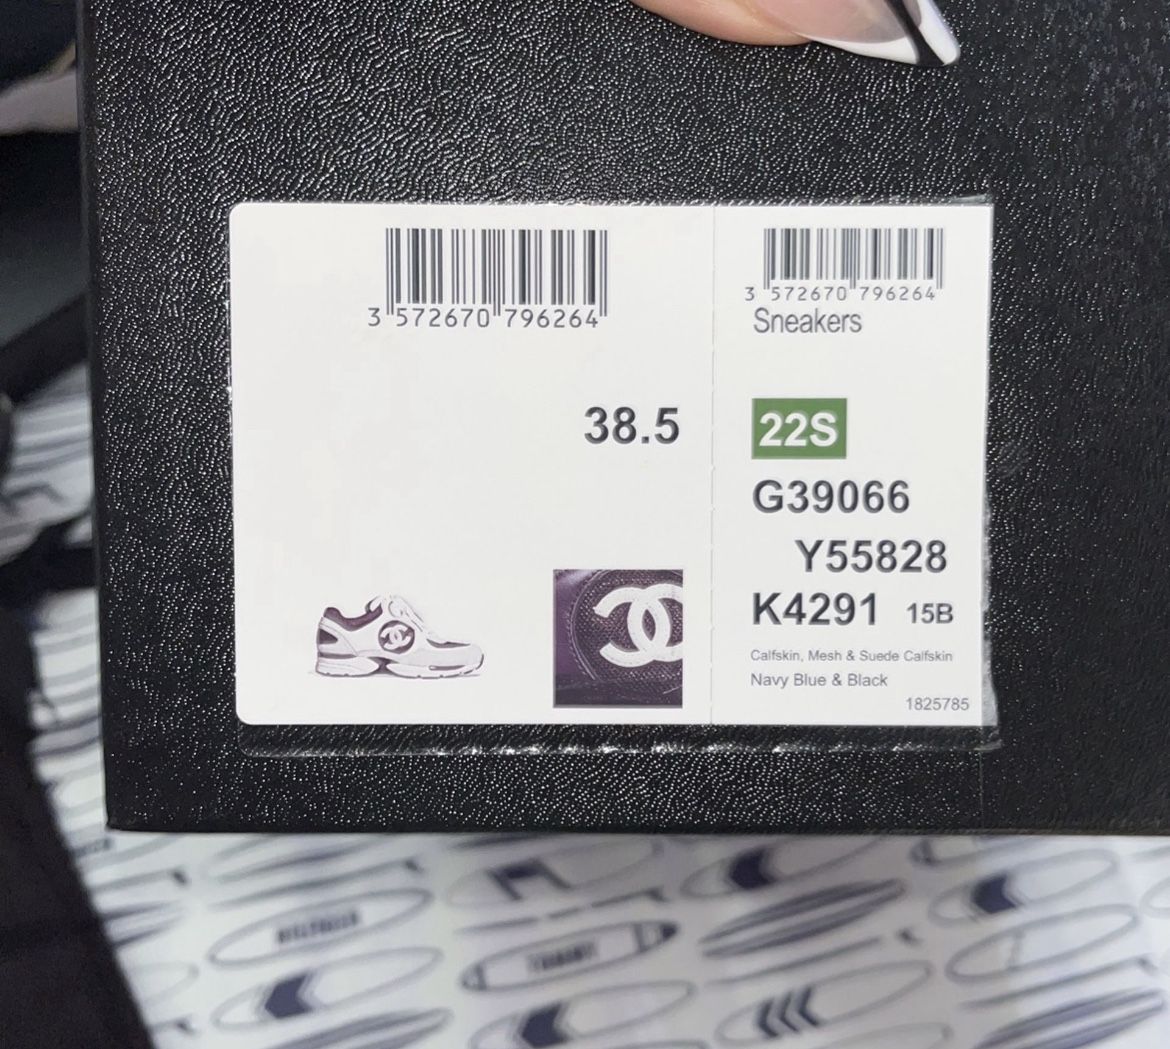 3 572670 796264
38.5
3 572670 796264
Sneakers
22S
G39066
Y55828
K4291 15B
Calfskin, Mesh & Suede Calfskin
Navy Blue & Black
1825785